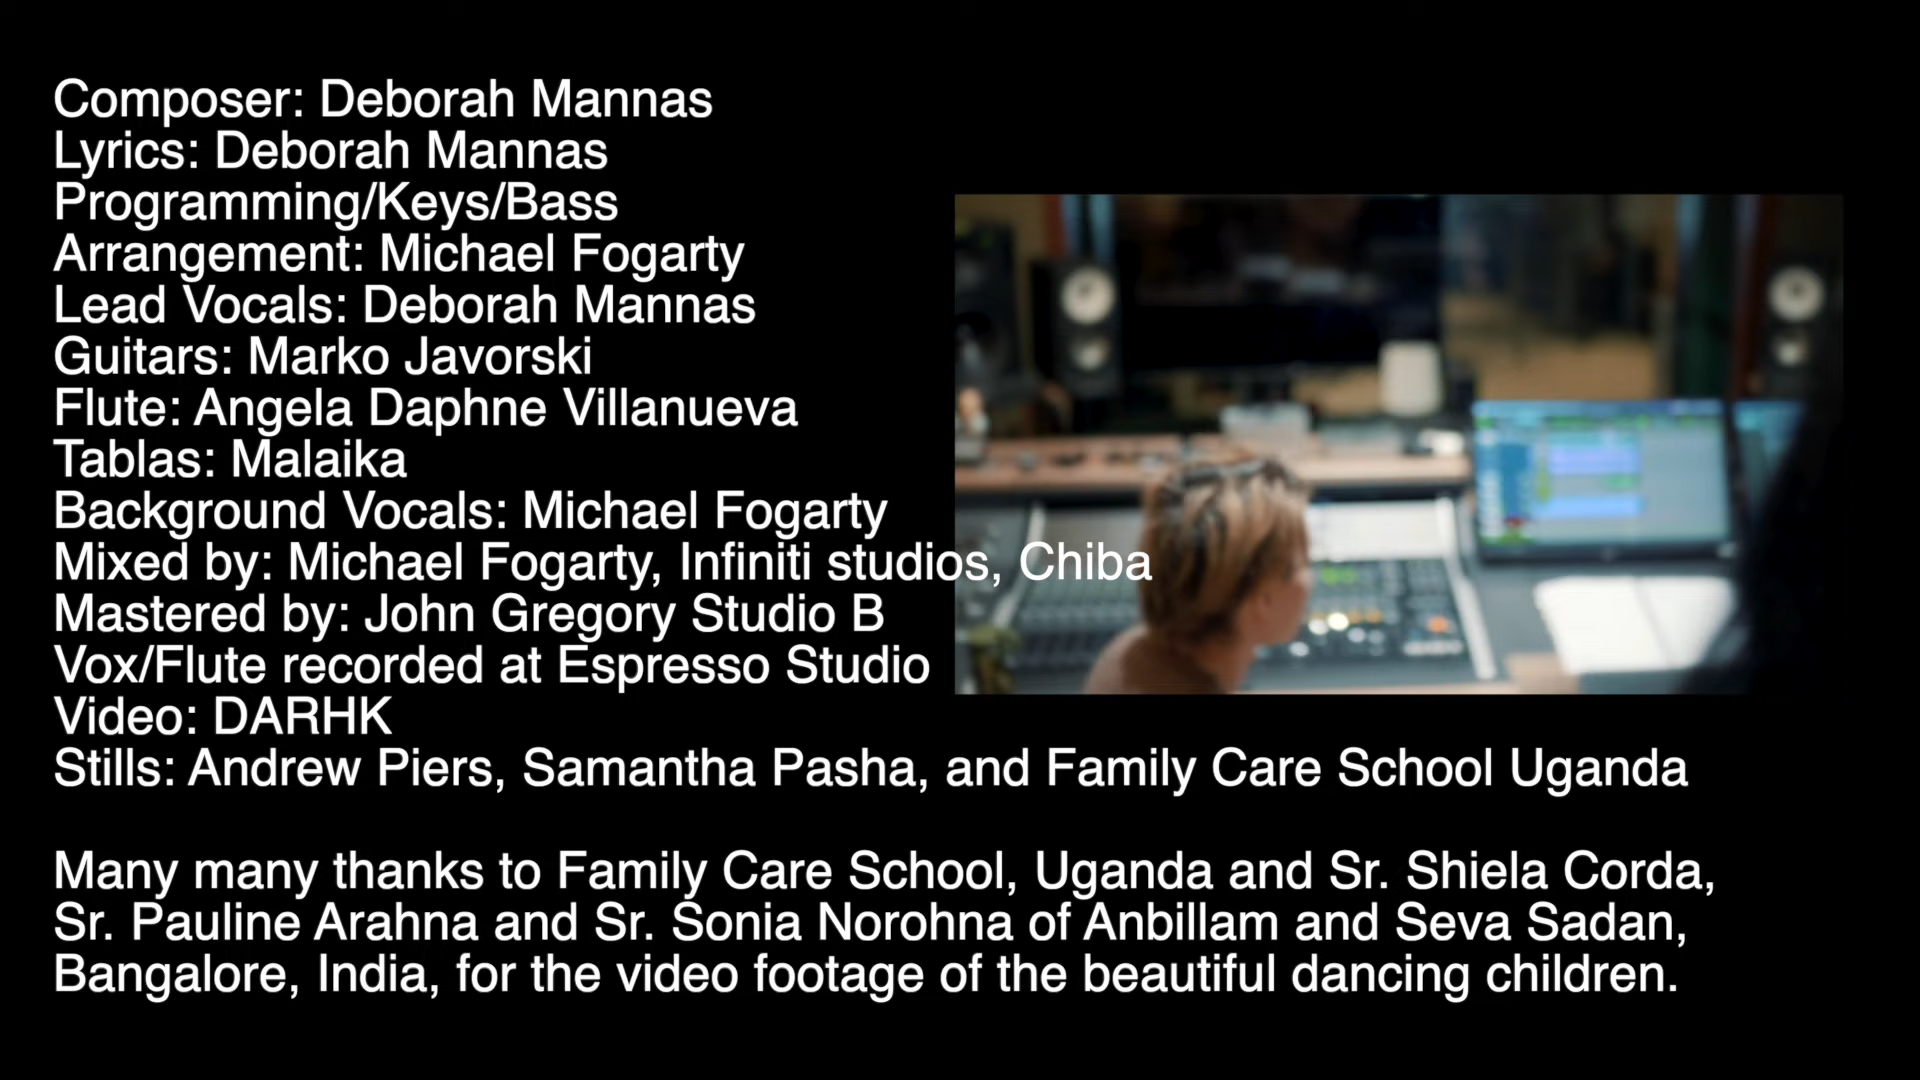 Composer: Deborah Mannas
Lyrics: Deborah Mannas
Programming/Keys/Bass
Arrangement: Michael Fogarty
Lead Vocals: Deborah Mannas
Guitars: Marko Javorski
Flute: Angela Daphne Villanueva
Tablas: Malaika
Background Vocals: Michael Fogarty
Mixed by: Michael Fogarty, Infiniti studios, Chiba
Mastered by: John Gregory Studio B
Vox/Flute recorded at Espresso Studio
Video: DARHK
Stills: Andrew Piers, Samantha Pasha, and Family Care School Uganda
Many many thanks to Family Care School, Uganda and Sr. Shiela Corda,
Sr. Pauline Arahna and Sr. Sonia Norohna of Anbillam and Seva Sadan,
Bangalore, India, for the video footage of the beautiful dancing children.